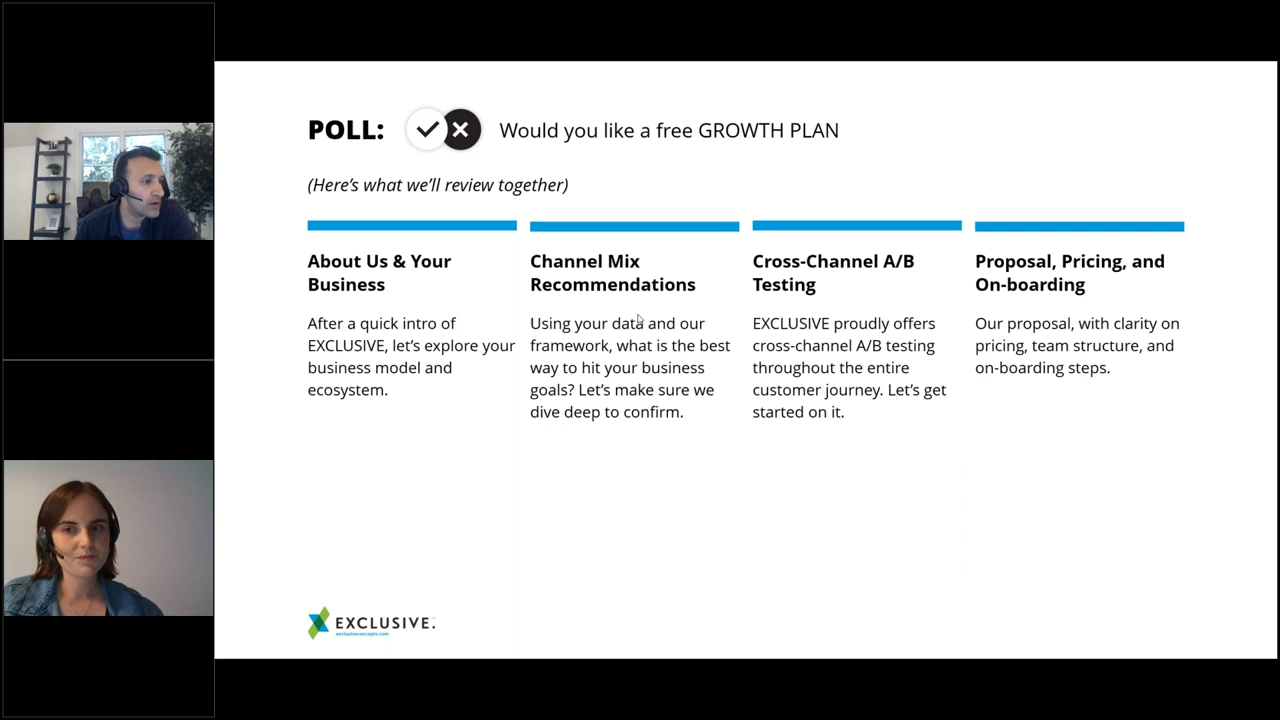 POLL: Would you like a free GROWTH PLAN
(Here's what we'll review together)
About Us & Your
Business
After a quick intro of
EXCLUSIVE, let's explore your
business model and
ecosystem.
Channel Mix
Recommendations
Using your data and our
framework, what is the best
way to hit your business
goals? Let's make sure we
dive deep to confirm.
Cross-Channel A/B
Testing
EXCLUSIVE proudly offers
cross-channel A/B testing
throughout the entire
customer journey. Let's get
started on it.
Proposal, Pricing, and
On-boarding
Our proposal, with clarity on
pricing, team structure, and
on-boarding steps.
EXCLUSIVE.
exclusiveconcepts.com